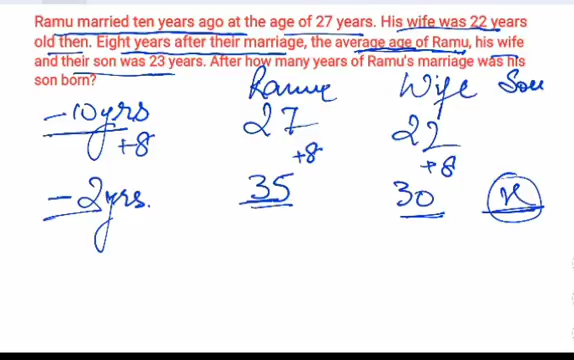 Ramu married ten years ago at the age of 27 years. His wife was 22 years
old then. Eight years after their marriage, the average age of Ramu, his wife
and their son was 23 years. After how many years of Ramu's marriage was his
son born?
Ramu Wife Son
-10yrs 27 22
+8 +8 +8
-2yrs. 35 30 x